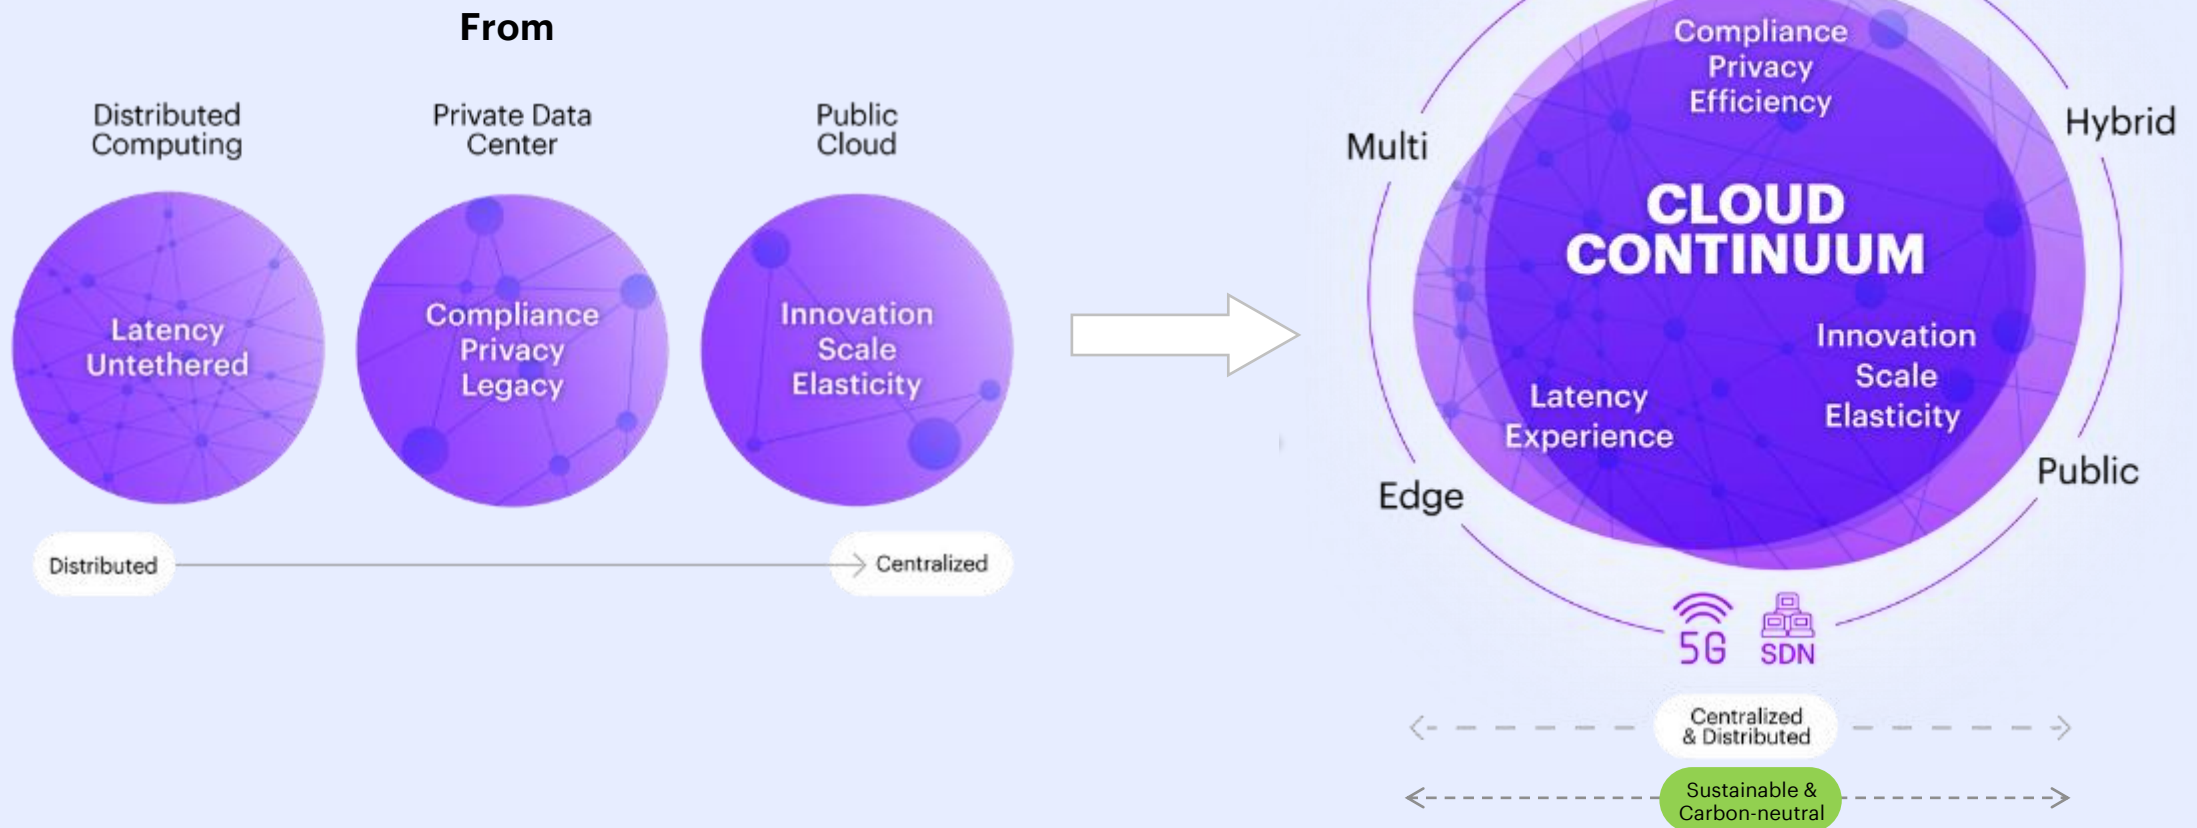 From
Distributed
Computing
Private Data
Center
Public
Cloud
Latency
Untethered
Compliance
Privacy
Legacy
Innovation
Scale
Elasticity
Distributed
Centralized
Compliance
Privacy
Efficiency
Multi
Hybrid
CLOUD
CONTINUUM
Innovation
Scale
Elasticity
Latency
Experience
Edge
Public
5G
SDN
Centralized
& Distributed
Sustainable &
Carbon-neutral